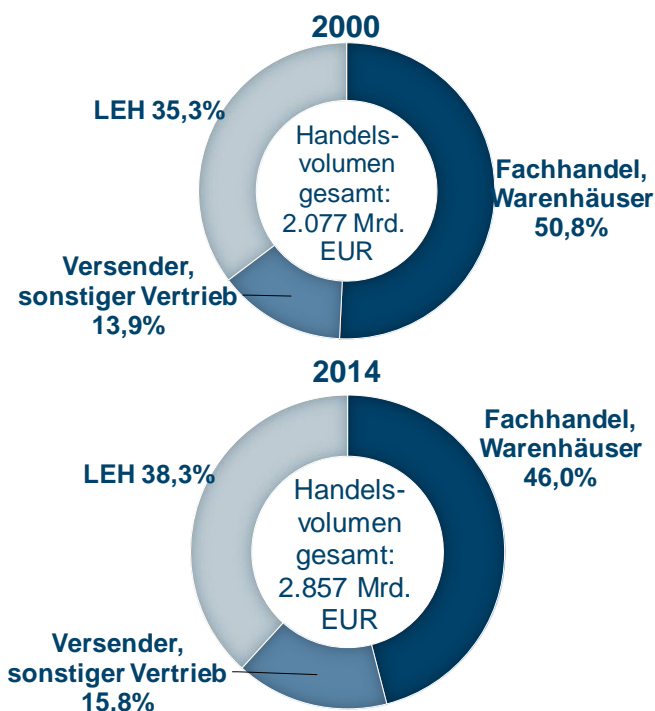 2000
LEH 35,3%
Handels-
volumen
gesamt:
2.077 Mrd.
EUR
Fachhandel,
Warenhäuser
50,8%
Versender,
sonstiger Vertrieb
13,9%
2014
LEH 38,3%
Handels-
volumen
gesamt:
2.857 Mrd.
EUR
Fachhandel,
Warenhäuser
46,0%
Versender,
sonstiger Vertrieb
15,8%